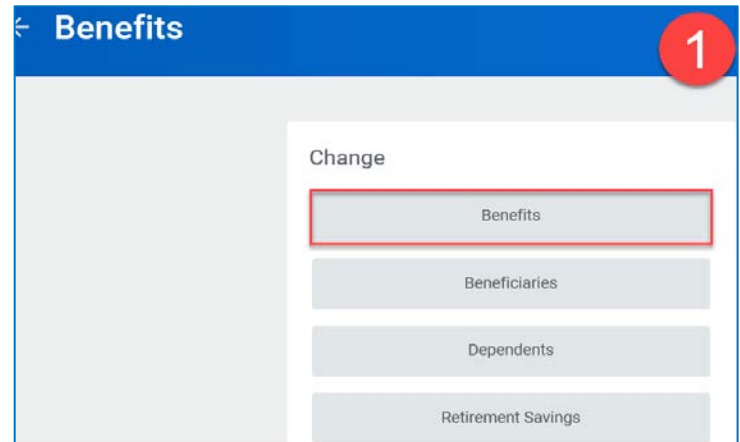 Benefits
1
Change
Benefits
Beneficiaries
Dependents
Retirement Savings